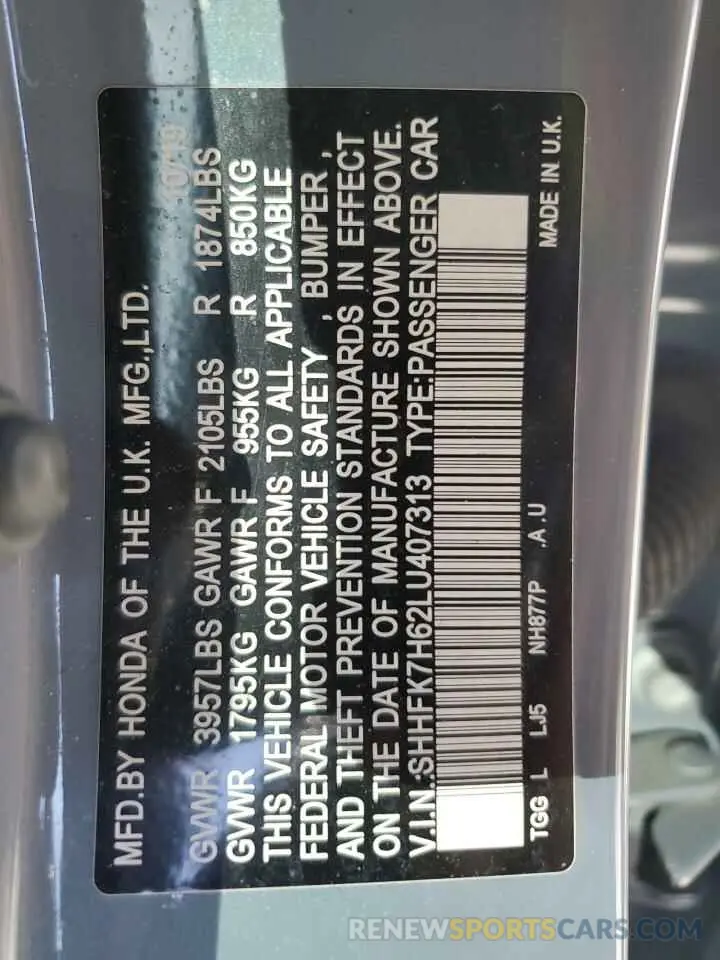 MFD.BY HONDA OF THE U.K. MFG.,LTD. 10/19
GVWR 3957LBS GAWR F 2105LBS R 1874LBS
GVWR 1795KG GAWR F 955KG R 850KG
THIS VEHICLE CONFORMS TO ALL APPLICABLE
FEDERAL MOTOR VEHICLE SAFETY , BUMPER ,
AND THEFT PREVENTION STANDARDS IN EFFECT
ON THE DATE OF MANUFACTURE SHOWN ABOVE.
V.I.N.:SHHFK7H62LU407313 TYPE:PASSENGER CAR
TGG L LJ5 NH877P .A .U MADE IN U.K.
RENEWSPORTSCARS.COM